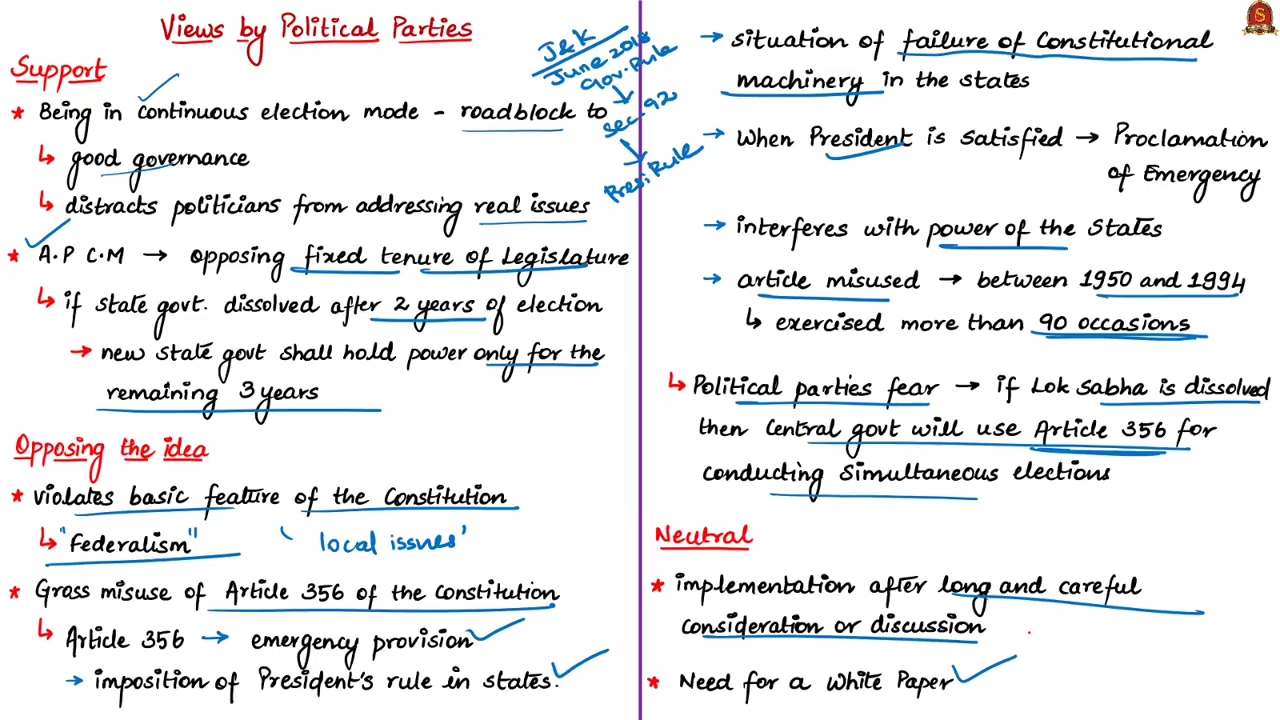 Views by Political Parties
Support
* Being in continuous election mode - roadblock to
↳ good governance
↳ distracts politicians from addressing real issues
* A.P C.M → opposing fixed tenure of Legislature
↳ if state govt. dissolved after 2 years of election
→ new state govt shall hold power only for the
remaining 3 years
Opposing the idea
* violates basic feature of the Constitution
↳ "Federalism" ' local issues'
* Gross misuse of Article 356 of the Constitution
↳ Article 356 → emergency provision
→ imposition of President's rule in states.
J&K
June 2018
Gov. Rule
Sec-92
Presi. Rule
→ situation of failure of Constitutional
machinery in the states
→ When President is satisfied → Proclamation
of Emergency
→ interferes with power of the States
→ article misused → between 1950 and 1994
↳ exercised more than 90 occasions
↳ Political parties fear → if Lok Sabha is dissolved
then Central govt will use Article 356 for
conducting simultaneous elections
Neutral
* implementation after long and careful
consideration or discussion
* Need for a White Paper
S